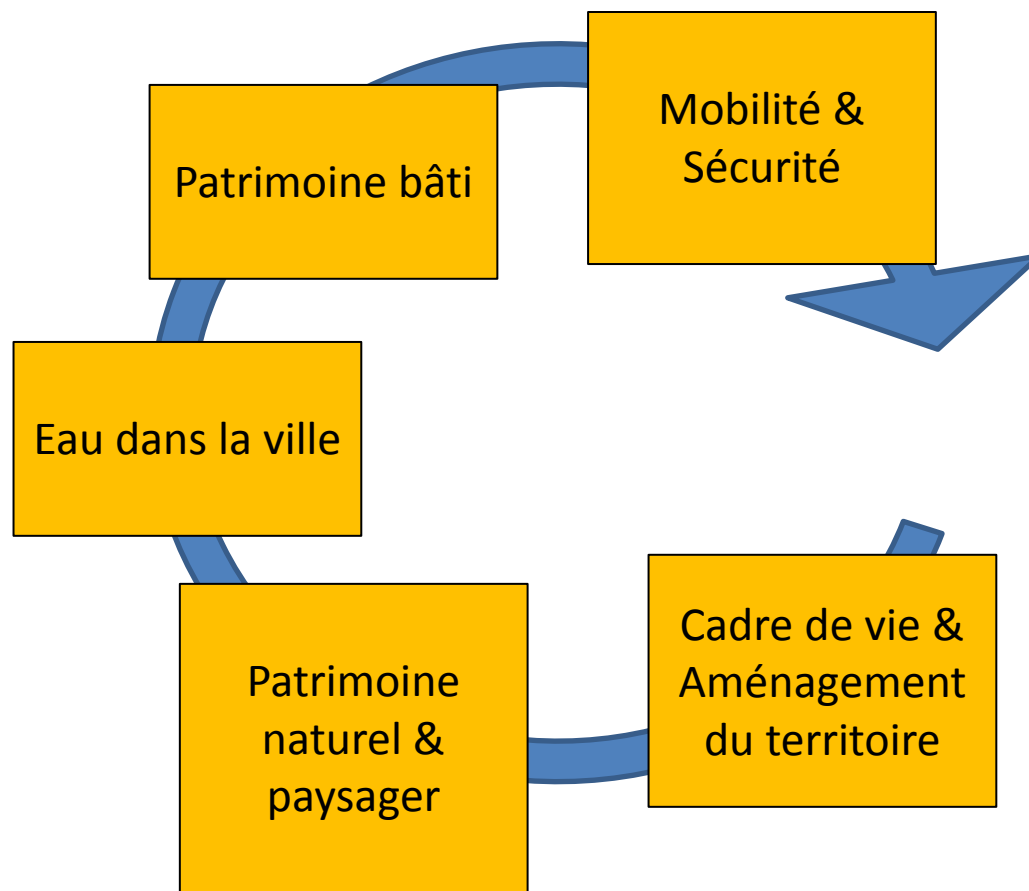 Mobilité &
Sécurité
Patrimoine bâti
Eau dans la ville
Patrimoine
naturel &
paysager
Cadre de vie &
Aménagement
du territoire